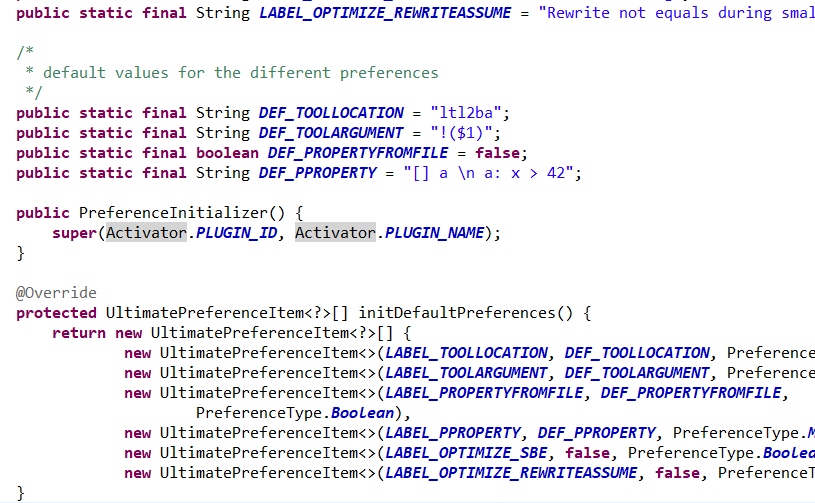 public static final String LABEL_OPTIMIZE_REWRITEASSUME = "Rewrite not equals during smal
/*
* default values for the different preferences
*/
public static final String DEF_TOOLLOCATION = "ltl2ba";
public static final String DEF_TOOLARGUMENT = "!($1)";
public static final boolean DEF_PROPERTYFROMFILE = false;
public static final String DEF_PPROPERTY = "[] a \n a: x > 42";
public PreferenceInitializer() {
super(Activator.PLUGIN_ID, Activator.PLUGIN_NAME);
}
@Override
protected UltimatePreferenceItem<?>[] initDefaultPreferences() {
return new UltimatePreferenceItem<?>[] {
new UltimatePreferenceItem<>(LABEL_TOOLLOCATION, DEF_TOOLLOCATION, Preference
new UltimatePreferenceItem<>(LABEL_TOOLARGUMENT, DEF_TOOLARGUMENT, Preference
new UltimatePreferenceItem<>(LABEL_PROPERTYFROMFILE, DEF_PROPERTYFROMFILE,
PreferenceType.Boolean),
new UltimatePreferenceItem<>(LABEL_PPROPERTY, DEF_PPROPERTY, PreferenceType.M
new UltimatePreferenceItem<>(LABEL_OPTIMIZE_SBE, false, PreferenceType.Boolea
new UltimatePreferenceItem<>(LABEL_OPTIMIZE_REWRITEASSUME, false, PreferenceT
}